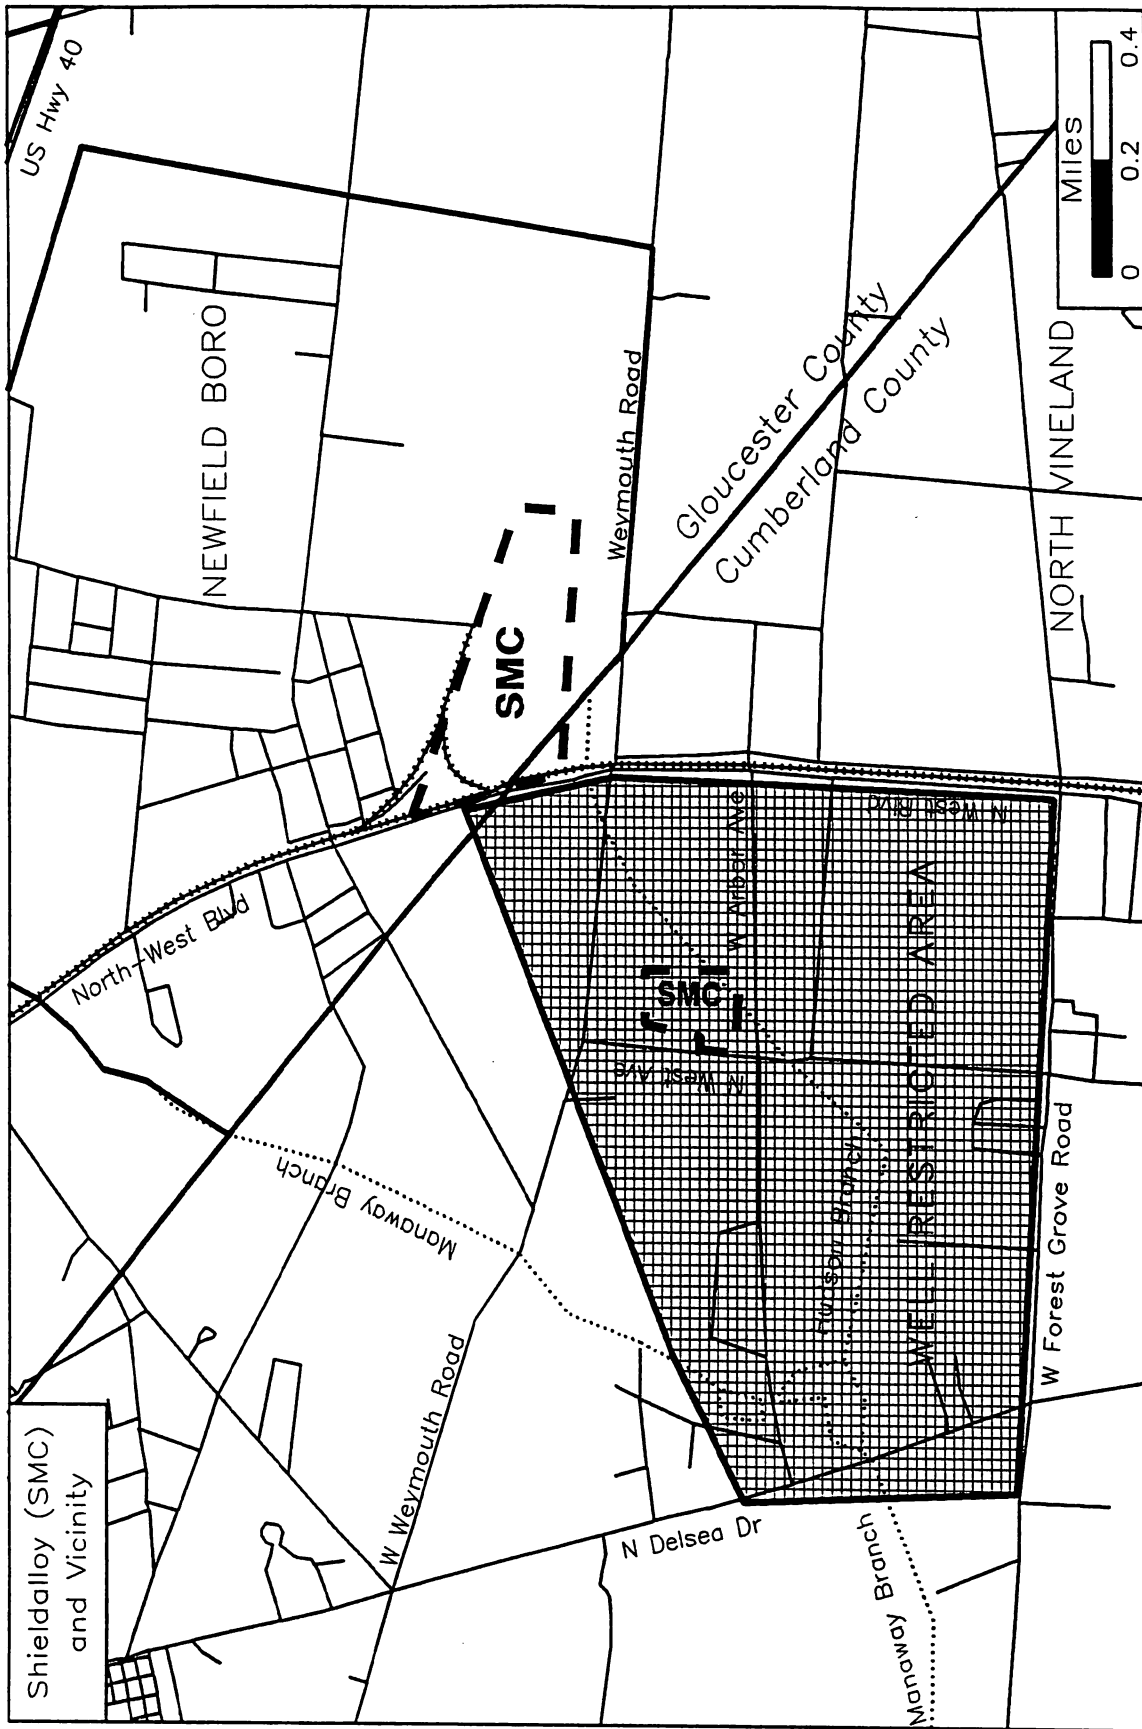 Shieldalloy (SMC)
and Vicinity
US Hwy 40
NEWFIELD BORO
North-West Blvd
Manaway Branch
SMC
Weymouth Road
Gloucester County
Cumberland County
W Weymouth Road
N Delsea Dr
N West Ave
SMC
W Arbor Ave
N West Blvd
Branch
WELL RESTRICTED AREA
Manaway Branch
W Forest Grove Road
NORTH VINELAND
Miles
0 0.2 0.4